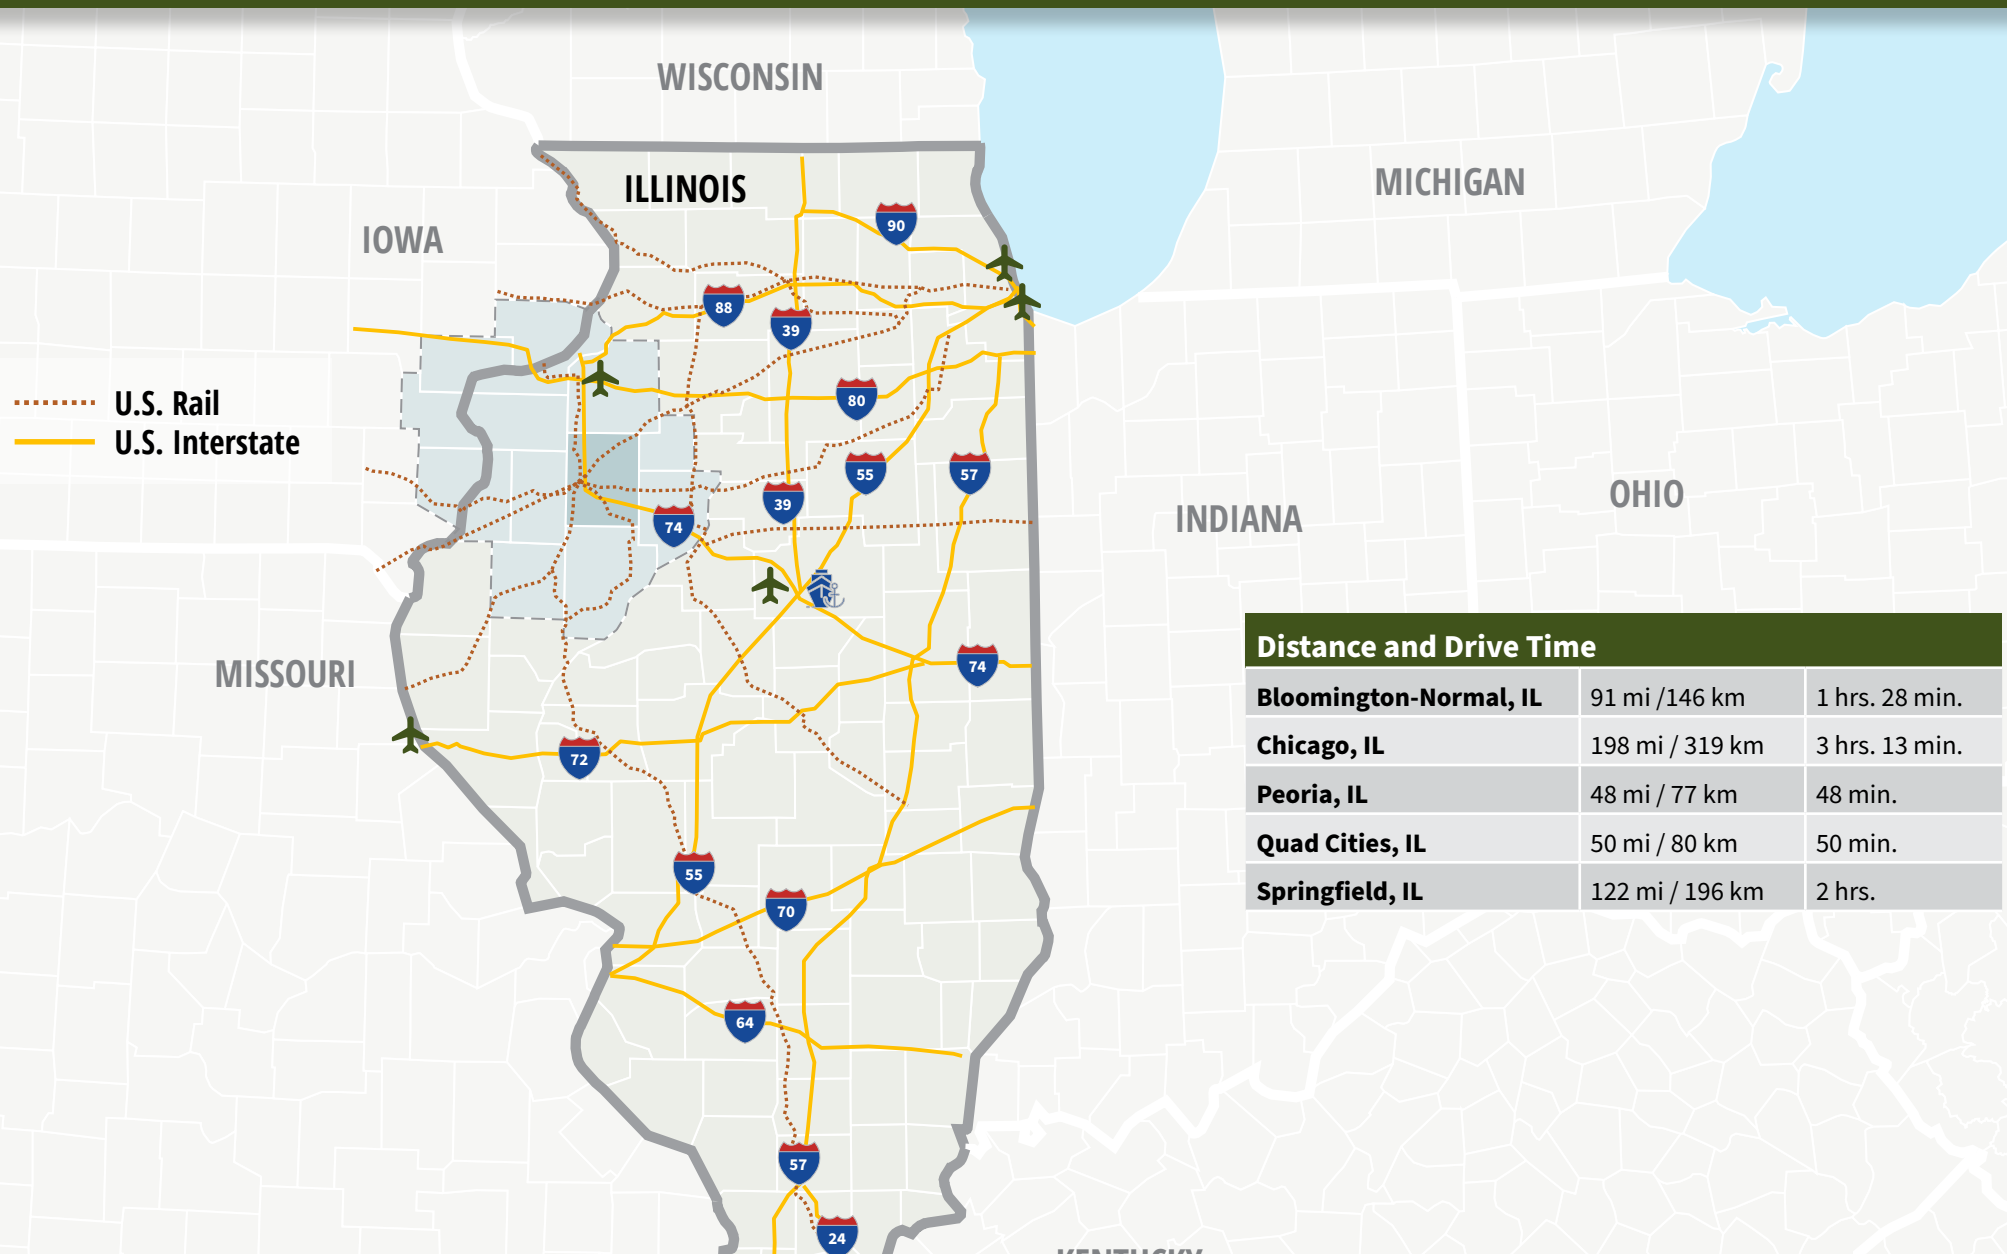 WISCONSIN
ILLINOIS
MICHIGAN
IOWA
90
88
39
U.S. Rail
U.S. Interstate
80
55
57
39
74
INDIANA
OHIO
MISSOURI
74
72
55
70
64
57
24
KENTUCKY
Distance and Drive Time
Bloomington-Normal, IL 91 mi /146 km 1 hrs. 28 min.
Chicago, IL 198 mi / 319 km 3 hrs. 13 min.
Peoria, IL 48 mi / 77 km 48 min.
Quad Cities, IL 50 mi / 80 km 50 min.
Springfield, IL 122 mi / 196 km 2 hrs.